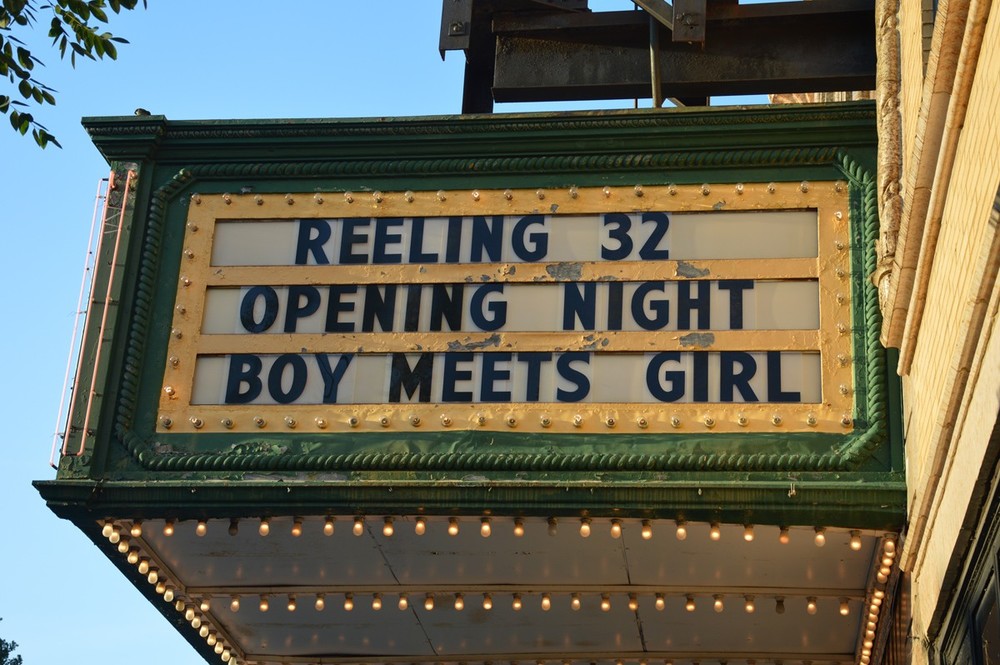 REELING 32
OPENING NIGHT
BOY MEETS GIRL